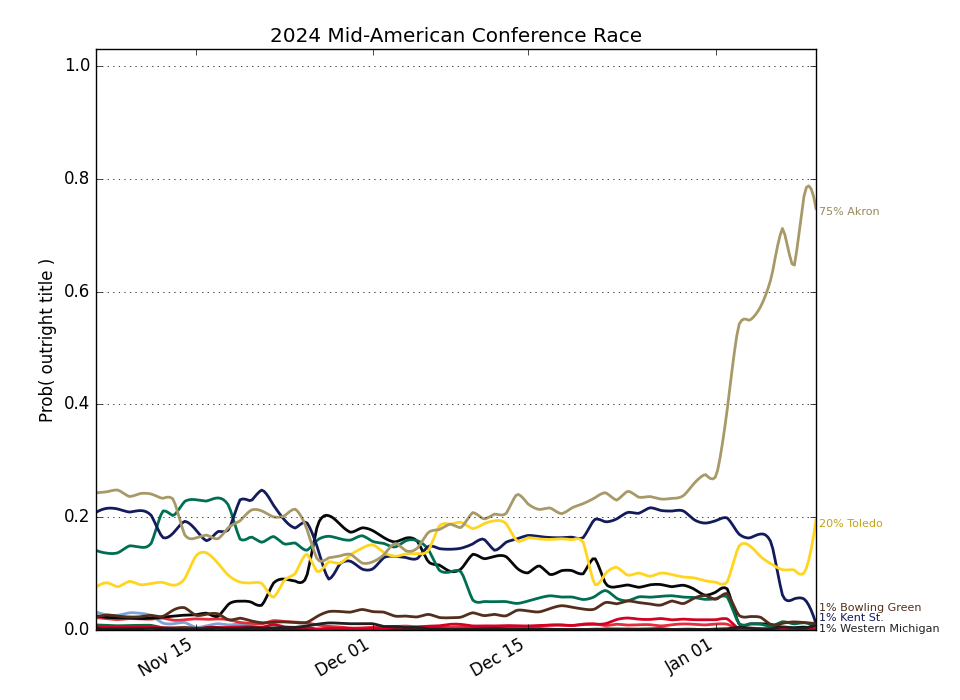 2024 Mid-American Conference Race
Prob( outright title )
1.0
0.8
0.6
0.4
0.2
0.0
Nov 15
Dec 01
Dec 15
Jan 01
75% Akron
20% Toledo
1% Bowling Green
1% Kent St.
1% Western Michigan